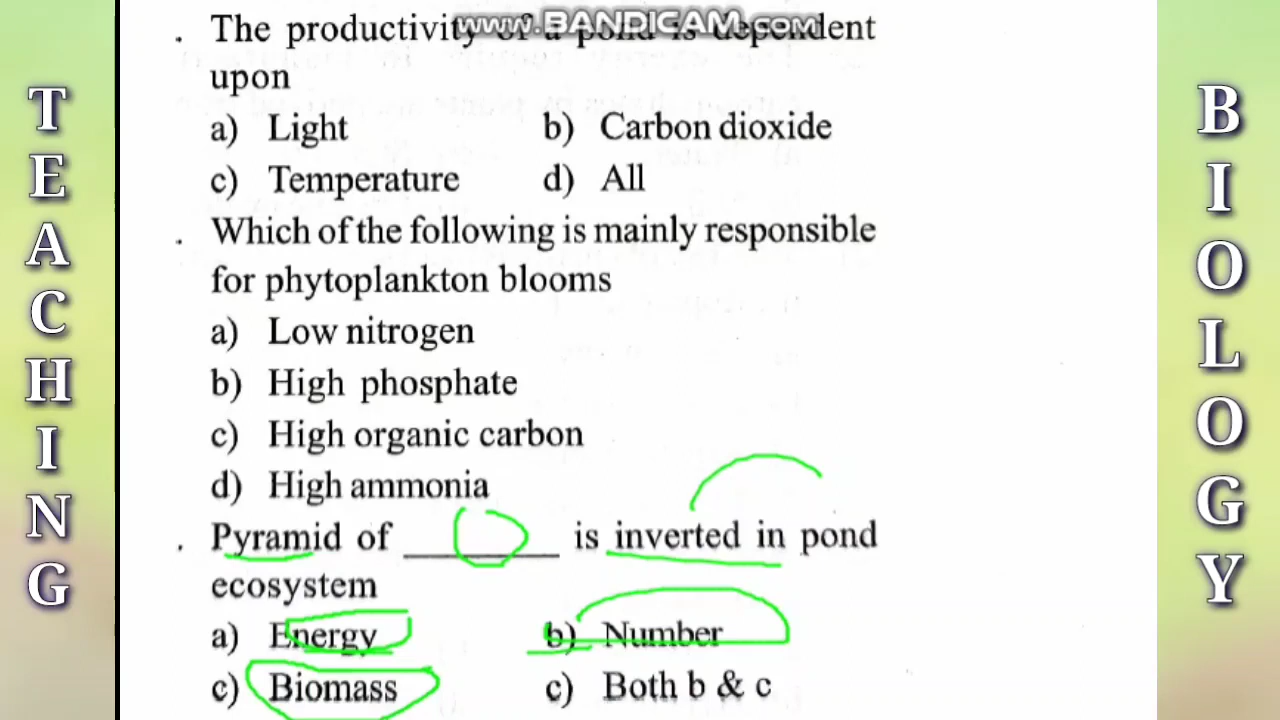 www.BANDICAM.com
. The productivity of a pond is dependent
upon
a) Light b) Carbon dioxide
c) Temperature d) All
. Which of the following is mainly responsible
for phytoplankton blooms
a) Low nitrogen
b) High phosphate
c) High organic carbon
d) High ammonia
. Pyramid of ________ is inverted in pond
ecosystem
a) Energy b) Number
c) Biomass c) Both b & c
TEACHING
BIOLOGY